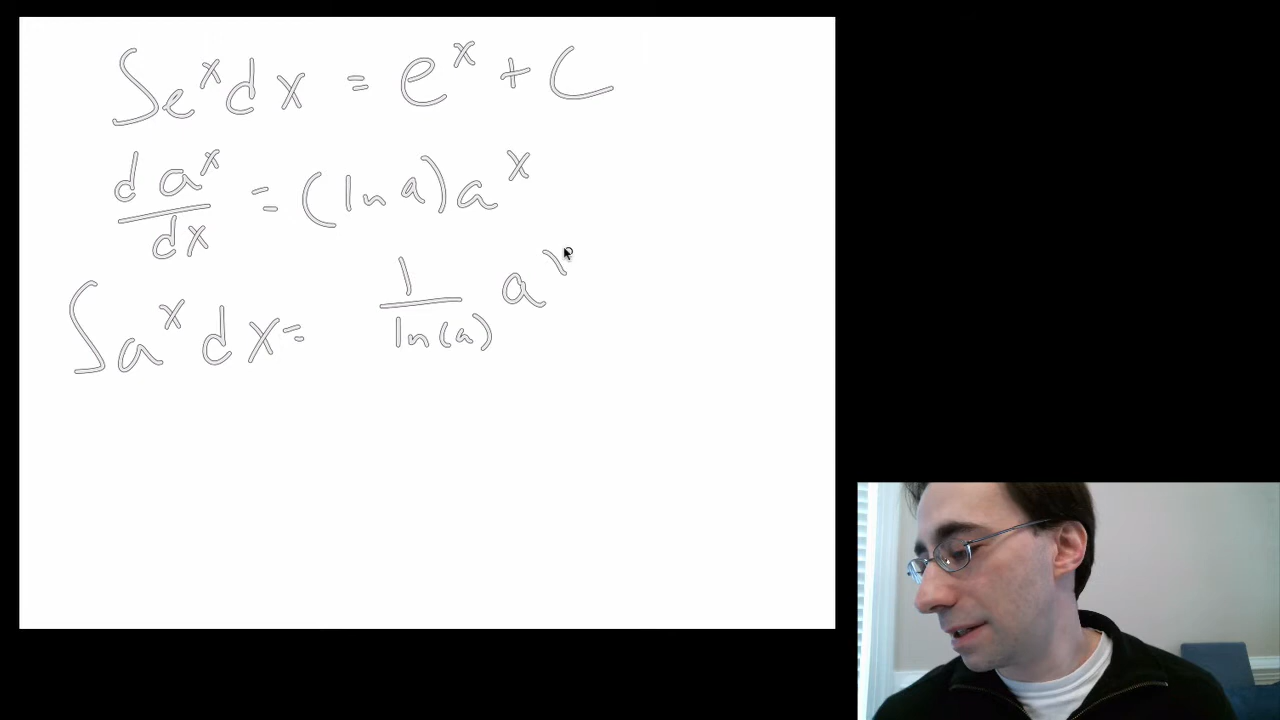 ∫e^x dx = e^x + C
d a^x / dx = (ln a) a^x
∫a^x dx = 1/ln(a) a^x